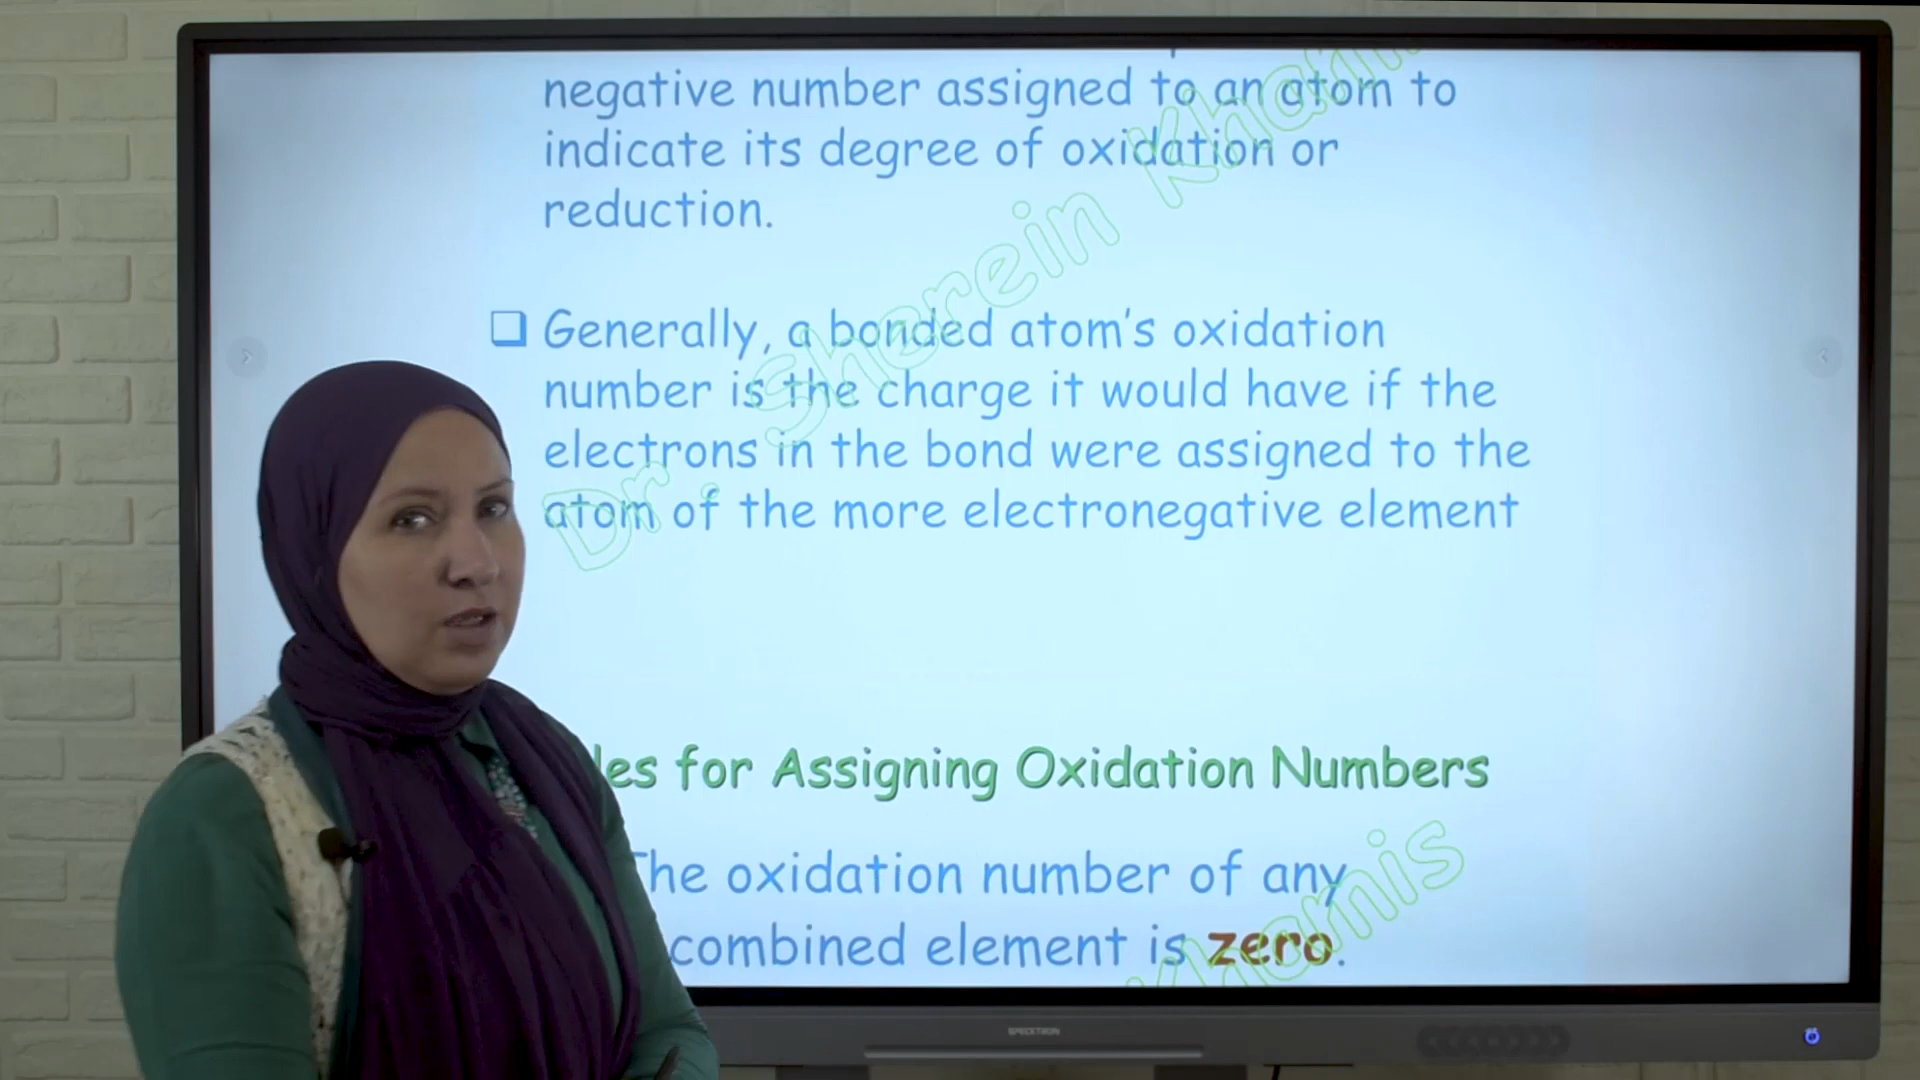 negative number assigned to an atom to
indicate its degree of oxidation or
reduction.
Generally, a bonded atom's oxidation
number is the charge it would have if the
electrons in the bond were assigned to the
atom of the more electronegative element
Dr. Sherein Kham
les for Assigning Oxidation Numbers
The oxidation number of any
combined element is zero.
Khamis
SPECKTRON